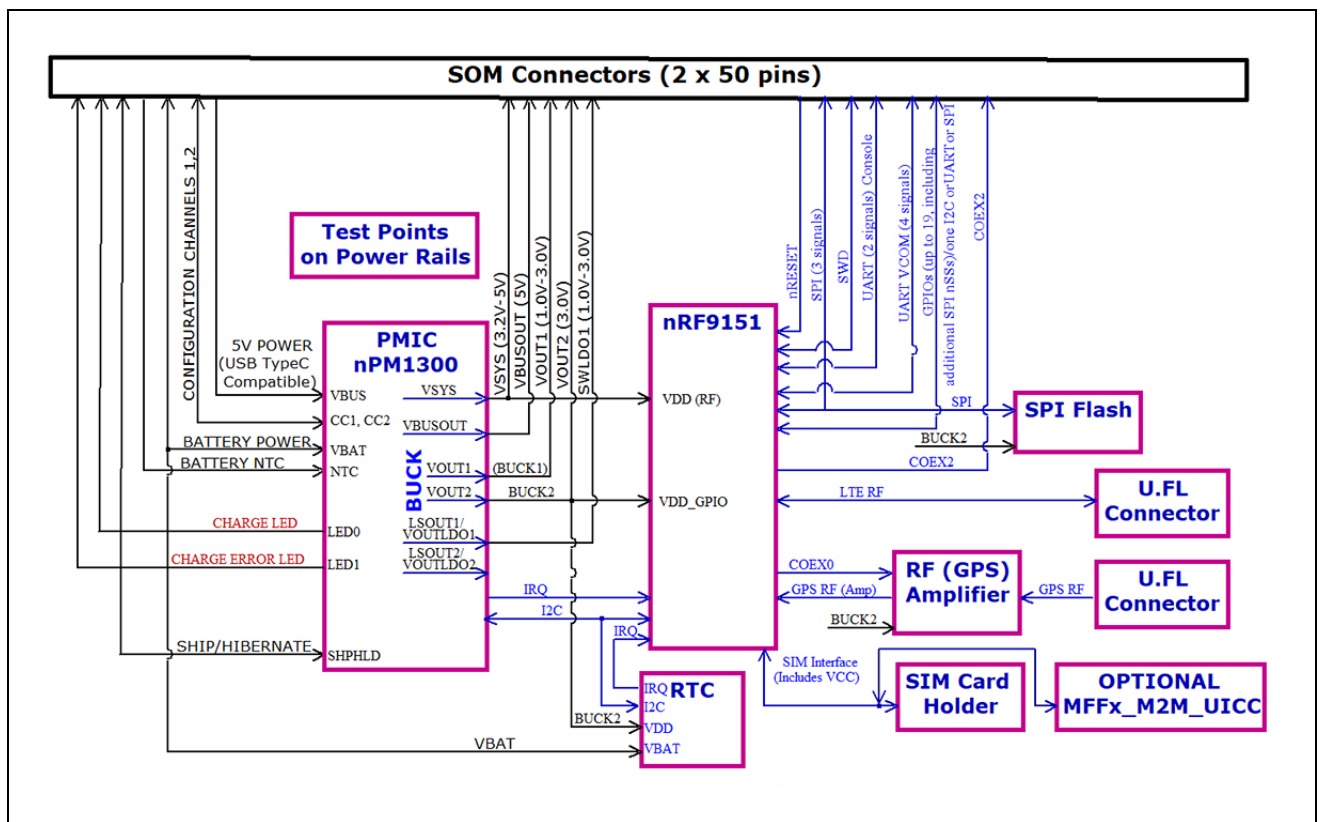 SOM Connectors (2 x 50 pins)
CONFIGURATION CHANNELS 1,2
VSYS (3.2V-5V)
VBUSOUT (5V)
VOUT1 (1.0V-3.0V)
VOUT2 (3.0V)
SWLDO1 (1.0V-3.0V)
nRESET
SPI (3 signals)
SWD
UART (2 signals) Console
UART VCOM (4 signals)
GPIOs (up to 19, including
additional SPI nSSs)/one I2C or UART or SPI
COEX2
Test Points
on Power Rails
5V POWER
(USB TypeC
Compatible)
BATTERY POWER
BATTERY NTC
CHARGE LED
CHARGE ERROR LED
SHIP/HIBERNATE
PMIC
nPM1300
VBUS
CC1, CC2
VBAT
NTC
LED0
LED1
SHPHLD
VSYS
VBUSOUT
BUCK
VOUT1
VOUT2
LSOUT1/
VOUTLDO1
LSOUT2/
VOUTLDO2
(BUCK1)
BUCK2
IRQ
I2C
IRQ
nRF9151
VDD (RF)
VDD_GPIO
SPI
SPI Flash
BUCK2
COEX2
LTE RF
U.FL
Connector
COEX0
GPS RF (Amp)
BUCK2
RF (GPS)
Amplifier
GPS RF
U.FL
Connector
SIM Interface
(Includes VCC)
SIM Card
Holder
OPTIONAL
MFFx_M2M_UICC
RTC
IRQ
I2C
VDD
VBAT
BUCK2
VBAT